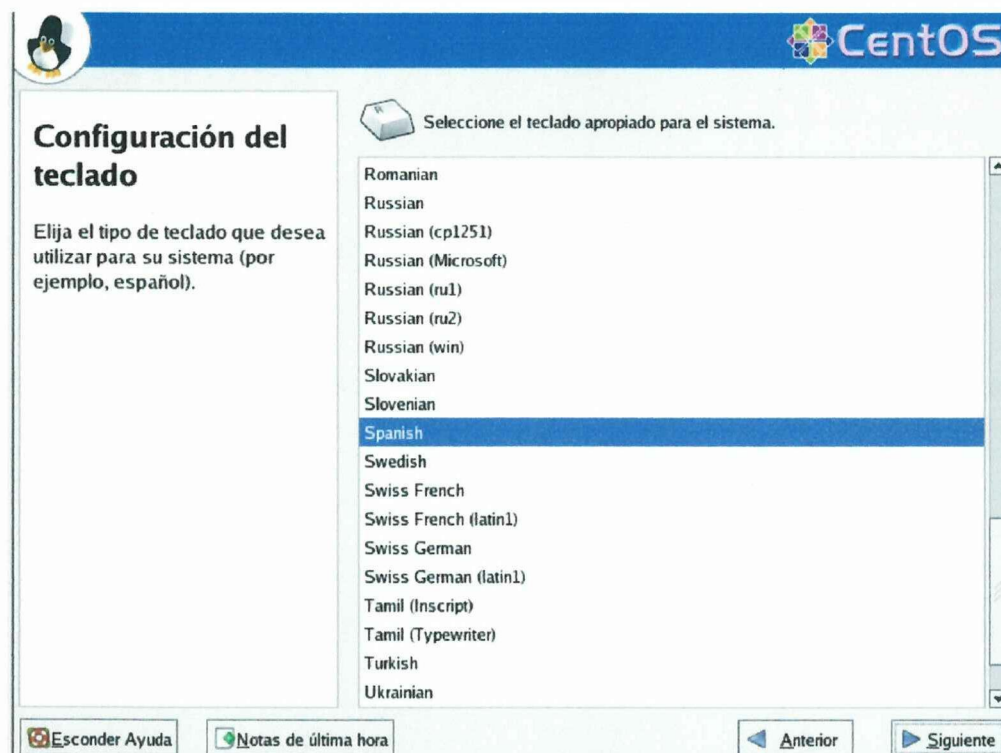 CentOS
Configuración del
teclado
Elija el tipo de teclado que desea
utilizar para su sistema (por
ejemplo, español).
Seleccione el teclado apropiado para el sistema.
Romanian
Russian
Russian (cp1251)
Russian (Microsoft)
Russian (ru1)
Russian (ru2)
Russian (win)
Slovakian
Slovenian
Spanish
Swedish
Swiss French
Swiss French (latin1)
Swiss German
Swiss German (latin1)
Tamil (Inscript)
Tamil (Typewriter)
Turkish
Ukrainian
Esconder Ayuda
Notas de última hora
Anterior
Siguiente